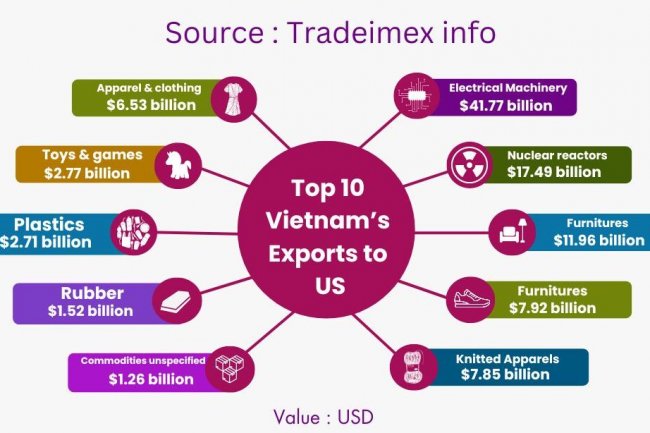 Source : Tradeimex info
Apparel & clothing
$6.53 billion
Electrical Machinery
$41.77 billion
Toys & games
$2.77 billion
Nuclear reactors
$17.49 billion
Plastics
$2.71 billion
Furnitures
$11.96 billion
Rubber
$1.52 billion
Furnitures
$7.92 billion
Commodities unspecified
$1.26 billion
Knitted Apparels
$7.85 billion
Top 10
Vietnam's
Exports to
US
Value : USD